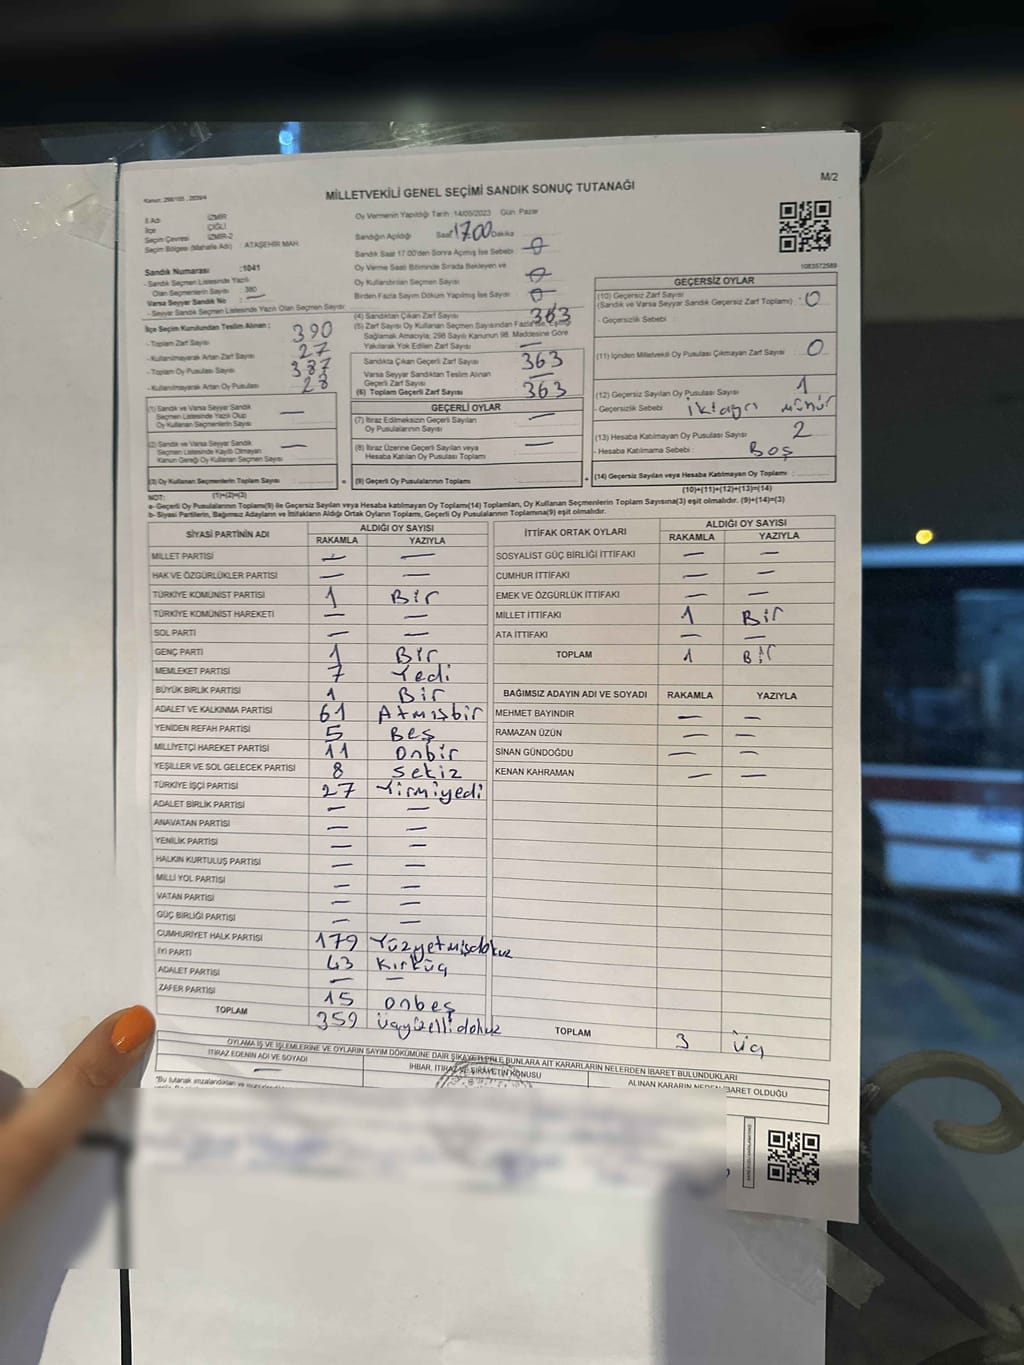 M/2
MİLLETVEKİLİ GENEL SEÇİMİ SANDIK SONUÇ TUTANAĞI
İl Adı İZMİR
İlçe ÇİĞLİ
Seçim Çevresi İZMİR-2
Seçim Bölgesi (Mahalle Adı) : ATAŞEHİR MAH.
Sandık Numarası :1041
- Sandık Seçmen Listesinde Yazılı
Olan Seçmenlerin Sayısı 380
Varsa Seyyar Sandık No : —
- Seyyar Sandık Seçmen Listesinde Yazılı Olan Seçmen Sayısı
İlçe Seçim Kurulundan Teslim Alınan ;
- Toplam Zarf Sayısı 390
- Kullanılmayarak Artan Zarf Sayısı 27
- Toplam Oy Pusulası Sayısı 387
- Kullanılmayarak Artan Oy Pusulası 28
(1) Sandık ve Varsa Seyyar Sandık
Seçmen Listesinde Yazılı Olup
Oy Kullanan Seçmenlerin Sayısı —
(2) Sandık ve Varsa Seyyar Sandık
Seçmen Listesinde Kayıtlı Olmayan
Kanun Gereği Oy Kullanan Seçmen Sayısı —
(3) Oy Kullanan Seçmenlerin Toplam Sayısı
Oy Vermenin Yapıldığı Tarih : 14/05/2023 Gün Pazar
Sandığın Açıldığı Saat 17.00 Dakika
Sandık Saat 17.00'den Sonra Açılmış İse Sebebi
Oy Verme Saati Bitiminde Sırada Bekleyen ve
Oy Kullandırılan Seçmen Sayısı
Birden Fazla Sayım Döküm Yapılmış İse Sayısı
(4) Sandıktan Çıkan Zarf Sayısı 363
(5) Zarf Sayısı Oy Kullanan Seçmen Sayısından Fazla ise, Eşitliği
Sağlamak Amacıyla; 298 Sayılı Kanunun 98. Maddesine Göre
Yakılarak Yok Edilen Zarf Sayısı —
Sandıkta Çıkan Geçerli Zarf Sayısı 363
Varsa Seyyar Sandıktan Teslim Alınan
Geçerli Zarf Sayısı —
(6) Toplam Geçerli Zarf Sayısı 363
GEÇERLİ OYLAR
(7) İtiraz Edilmeksizin Geçerli Sayılan
Oy Pusulalarının Sayısı —
(8) İtiraz Üzerine Geçerli Sayılan veya
Hesaba Katılan Oy Pusulası Toplamı —
= (9) Geçerli Oy Pusulalarının Toplamı
1083572589
GEÇERSİZ OYLAR
(10) Geçersiz Zarf Sayısı
(Sandık ve Varsa Seyyar Sandık Geçersiz Zarf Toplamı) : 0
- Geçersizlik Sebebi :
(11) İçinden Milletvekili Oy Pusulası Çıkmayan Zarf Sayısı 0
(12) Geçersiz Sayılan Oy Pusulası Sayısı 1
- Geçersizlik Sebebi mühür
(13) Hesaba Katılmayan Oy Pusulası Sayısı 2
- Hesaba Katılmama Sebebi : Boş
+ (14) Geçersiz Sayılan veya Hesaba Katılmayan Oy Toplamı :
NOT: (1)+(2)=(3) (10)+(11)+(12)+(13)=(14)
a- Geçerli Oy Pusulalarının Toplamı(9) ile Geçersiz Sayılan veya Hesaba katılmayan Oy Toplamı(14) Toplamları, Oy Kullanan Seçmenlerin Toplam Sayısına(3) eşit olmalıdır. (9)+(14)=(3)
b- Siyasi Partilerin, Bağımsız Adayların ve İttifakların Aldığı Ortak Oyların Toplamı, Geçerli Oy Pusulalarının Toplamına(9) eşit olmalıdır.
SİYASİ PARTİNİN ADI ALDIĞI OY SAYISI
RAKAMLA YAZIYLA
MİLLET PARTİSİ — —
HAK VE ÖZGÜRLÜKLER PARTİSİ — —
TÜRKİYE KOMÜNİST PARTİSİ 1 Bir
TÜRKİYE KOMÜNİST HAREKETİ — —
SOL PARTİ — —
GENÇ PARTİ 1 Bir
MEMLEKET PARTİSİ 7 Yedi
BÜYÜK BİRLİK PARTİSİ 1 Bir
ADALET VE KALKINMA PARTİSİ 61 Atmışbir
YENİDEN REFAH PARTİSİ 5 Beş
MİLLİYETÇİ HAREKET PARTİSİ 11 Onbir
YEŞİLLER VE SOL GELECEK PARTİSİ 8 sekiz
TÜRKİYE İŞÇİ PARTİSİ 27 Yirmiyedi
ADALET BİRLİK PARTİSİ — —
ANAVATAN PARTİSİ — —
YENİLİK PARTİSİ — —
HALKIN KURTULUŞ PARTİSİ — —
MİLLİ YOL PARTİSİ — —
VATAN PARTİSİ — —
GÜÇ BİRLİĞİ PARTİSİ — —
CUMHURİYET HALK PARTİSİ 179 Yüzyetmişdokuz
İYİ PARTİ 43 Kırküç
ADALET PARTİSİ — —
ZAFER PARTİSİ 15 onbeş
TOPLAM 359 üçyüzellidokuz
İTTİFAK ORTAK OYLARI ALDIĞI OY SAYISI
RAKAMLA YAZIYLA
SOSYALİST GÜÇ BİRLİĞİ İTTİFAKI — —
CUMHUR İTTİFAKI — —
EMEK VE ÖZGÜRLÜK İTTİFAKI — —
MİLLET İTTİFAKI 1 Bir
ATA İTTİFAKI — —
TOPLAM 1 Bir
BAĞIMSIZ ADAYIN ADI VE SOYADI RAKAMLA YAZIYLA
MEHMET BAYINDIR — —
RAMAZAN ÜZÜN — —
SİNAN GÜNDOĞDU — —
KENAN KAHRAMAN — —
TOPLAM 3 üç
OYLAMA İŞ VE İŞLEMLERİNE VE OYLARIN SAYIM DÖKÜMÜNE DAİR ŞİKAYETLERLE BUNLARA AİT KARARLARIN NELERDEN İBARET BULUNDUKLARI
İTİRAZ EDENİN ADI VE SOYADI
İHBAR, İTİRAZ VE ŞİKAYETİN KONUSU
ALINAN KARARIN NEDEN İBARET OLDUĞU